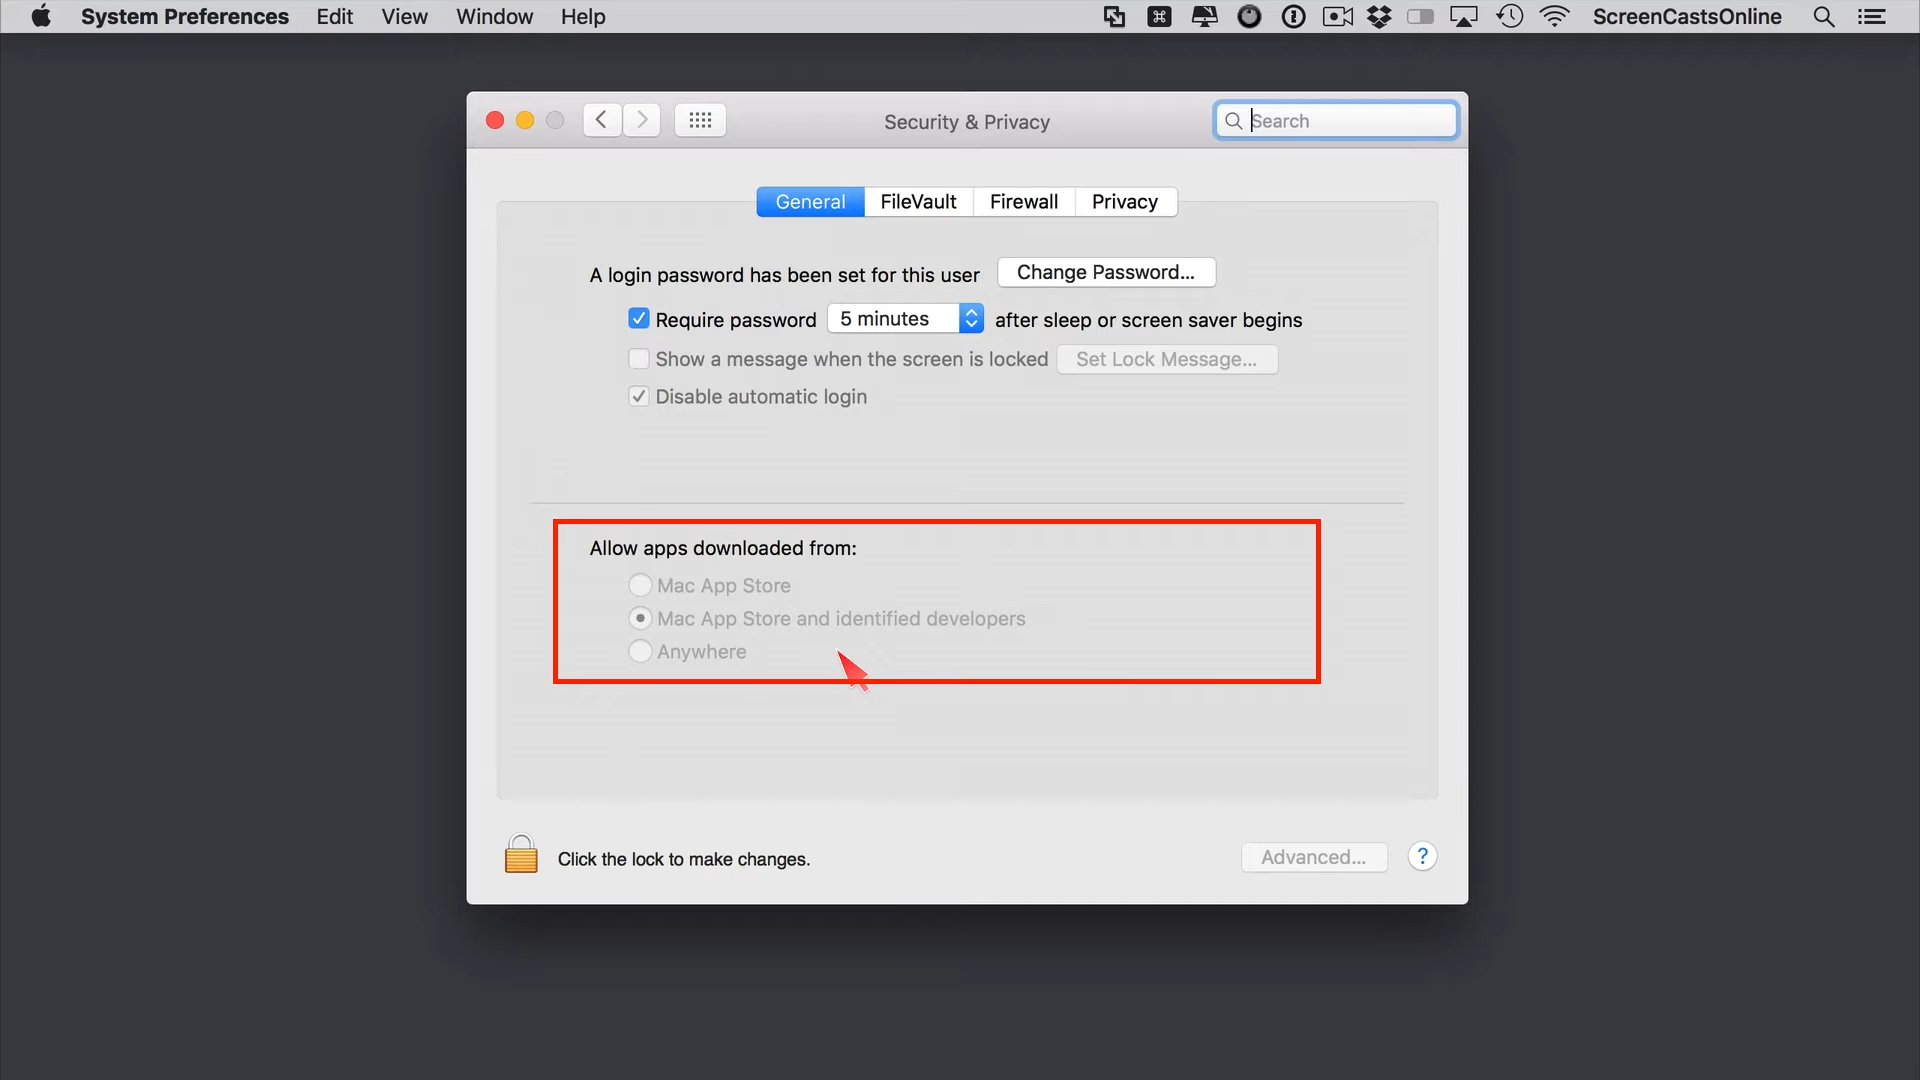 System Preferences Edit View Window Help ScreenCastsOnline
Security & Privacy
Search
General FileVault Firewall Privacy
A login password has been set for this user Change Password...
Require password 5 minutes after sleep or screen saver begins
Show a message when the screen is locked Set Lock Message...
Disable automatic login
Allow apps downloaded from:
Mac App Store
Mac App Store and identified developers
Anywhere
Click the lock to make changes.
Advanced... ?